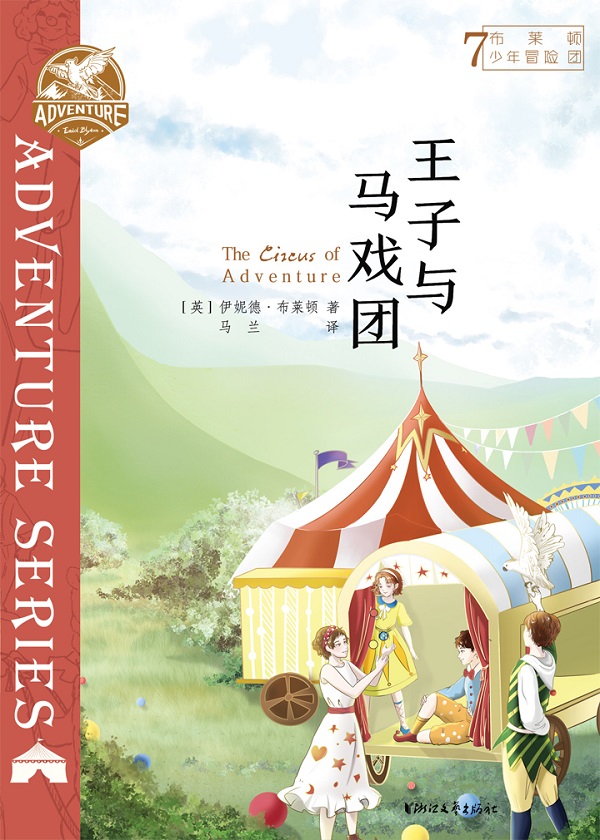 ADVENTURE
Enid Blyton
ADVENTURE SERIES
7
布莱顿
少年冒险团
王子与
马戏团
The Circus of
Adventure
[英] 伊妮德·布莱顿 著
马兰 译
浙江文艺出版社